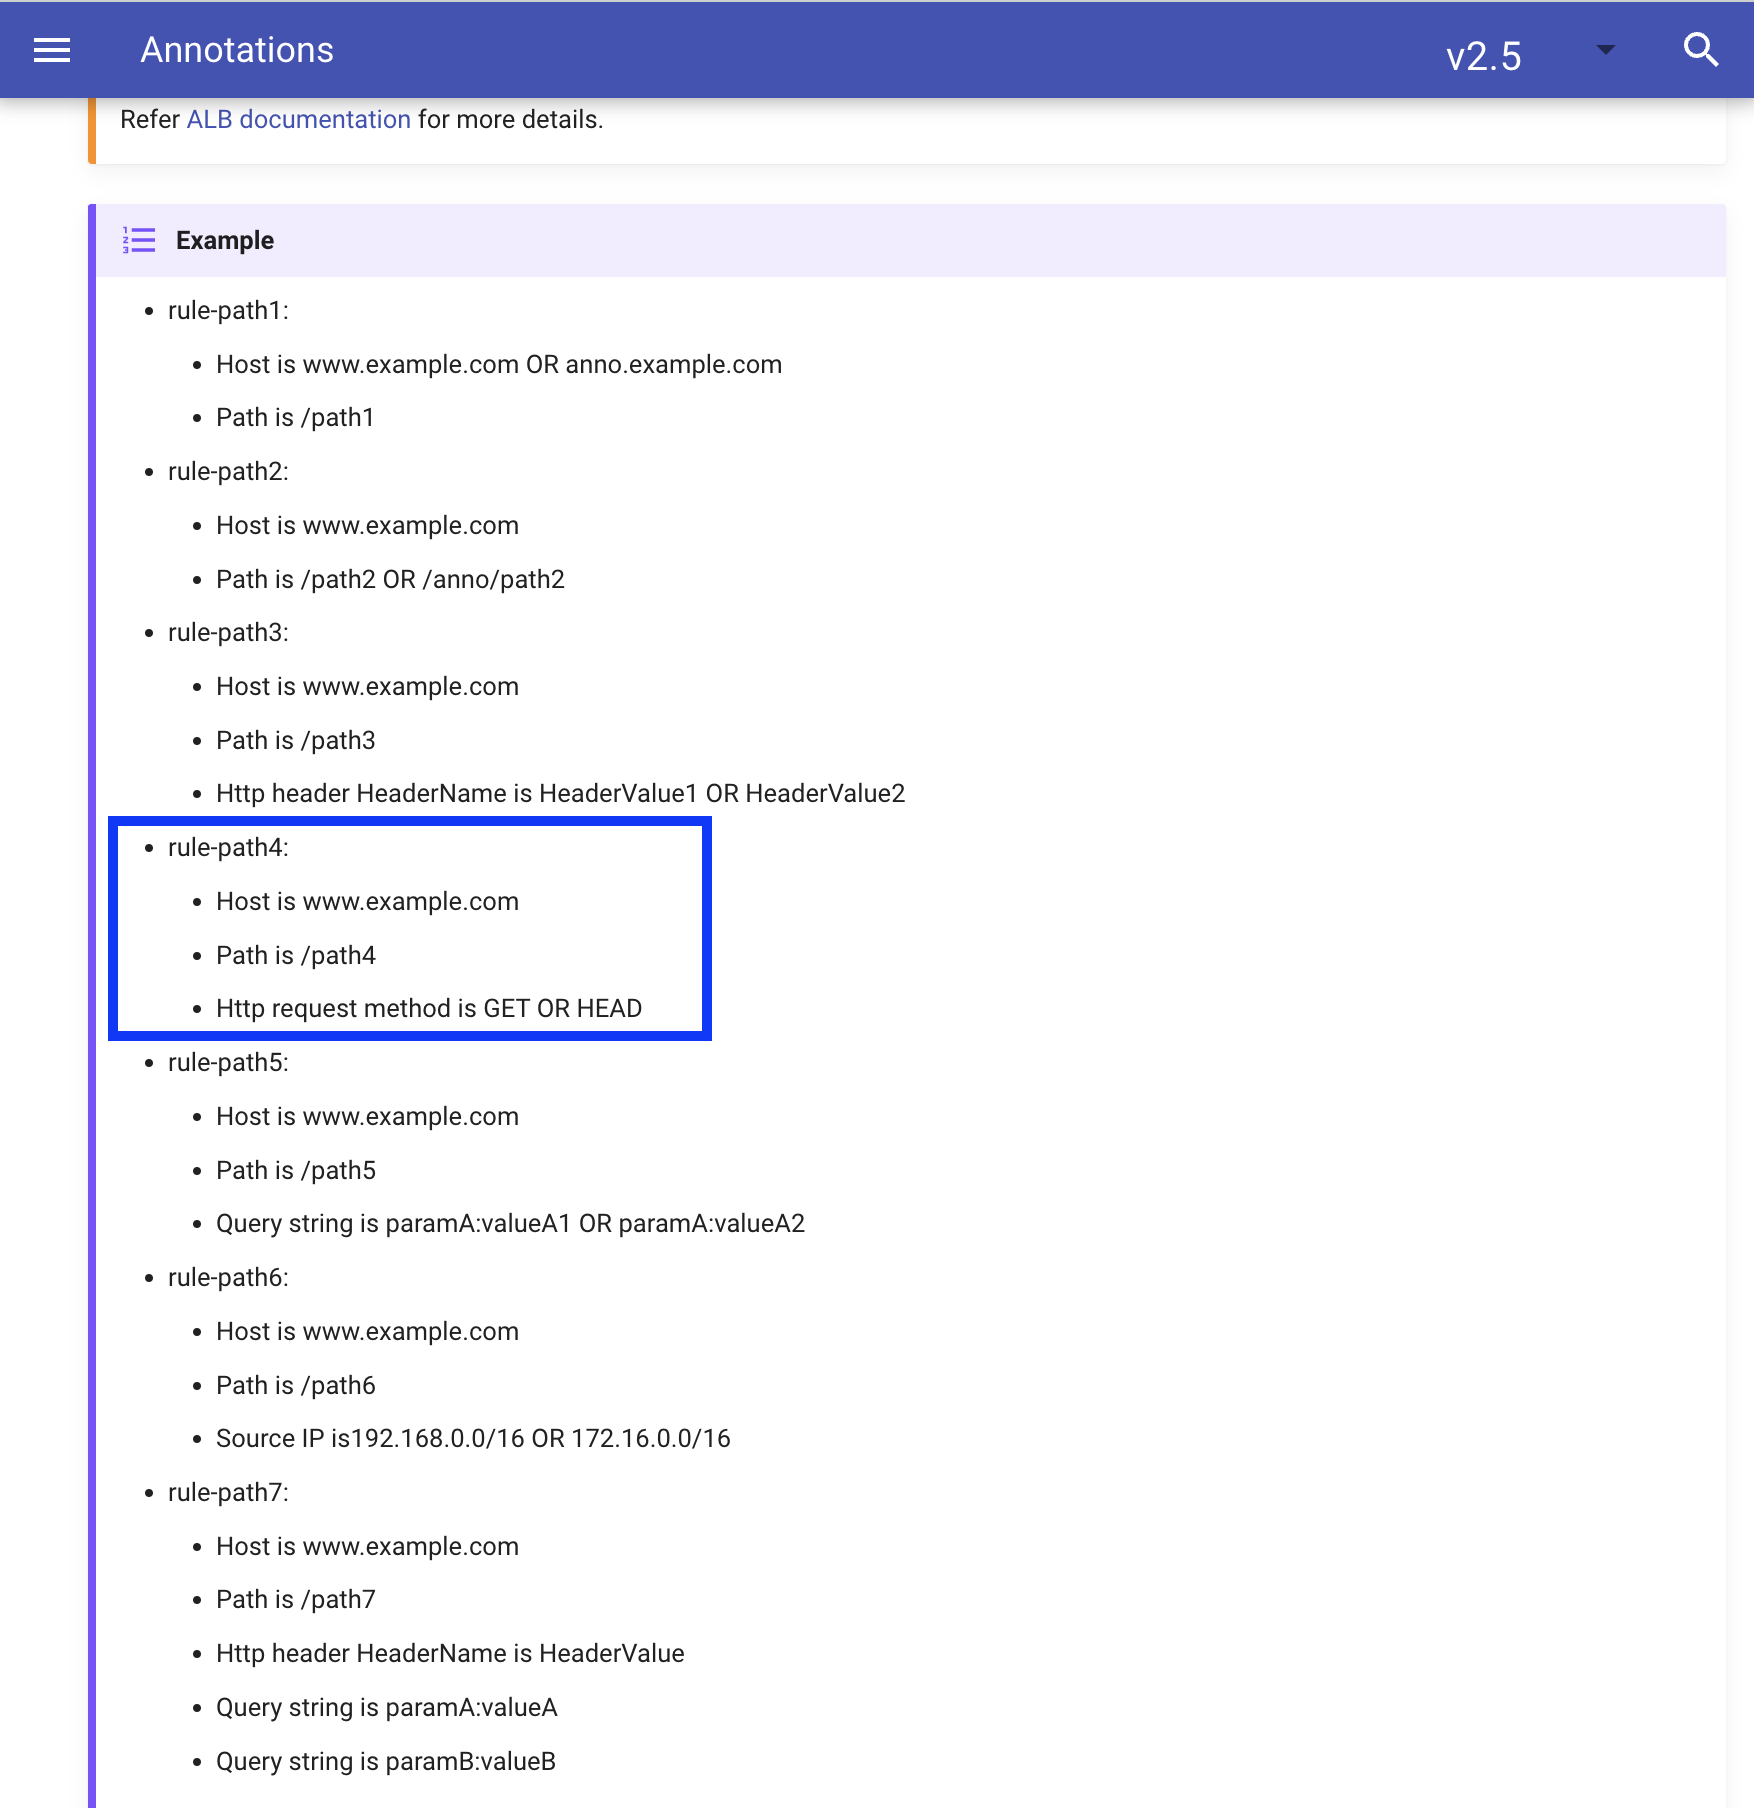 Annotations
v2.5
Refer ALB documentation for more details.
Example
rule-path1:
Host is www.example.com OR anno.example.com
Path is /path1
rule-path2:
Host is www.example.com
Path is /path2 OR /anno/path2
rule-path3:
Host is www.example.com
Path is /path3
Http header HeaderName is HeaderValue1 OR HeaderValue2
rule-path4:
Host is www.example.com
Path is /path4
Http request method is GET OR HEAD
rule-path5:
Host is www.example.com
Path is /path5
Query string is paramA:valueA1 OR paramA:valueA2
rule-path6:
Host is www.example.com
Path is /path6
Source IP is192.168.0.0/16 OR 172.16.0.0/16
rule-path7:
Host is www.example.com
Path is /path7
Http header HeaderName is HeaderValue
Query string is paramA:valueA
Query string is paramB:valueB